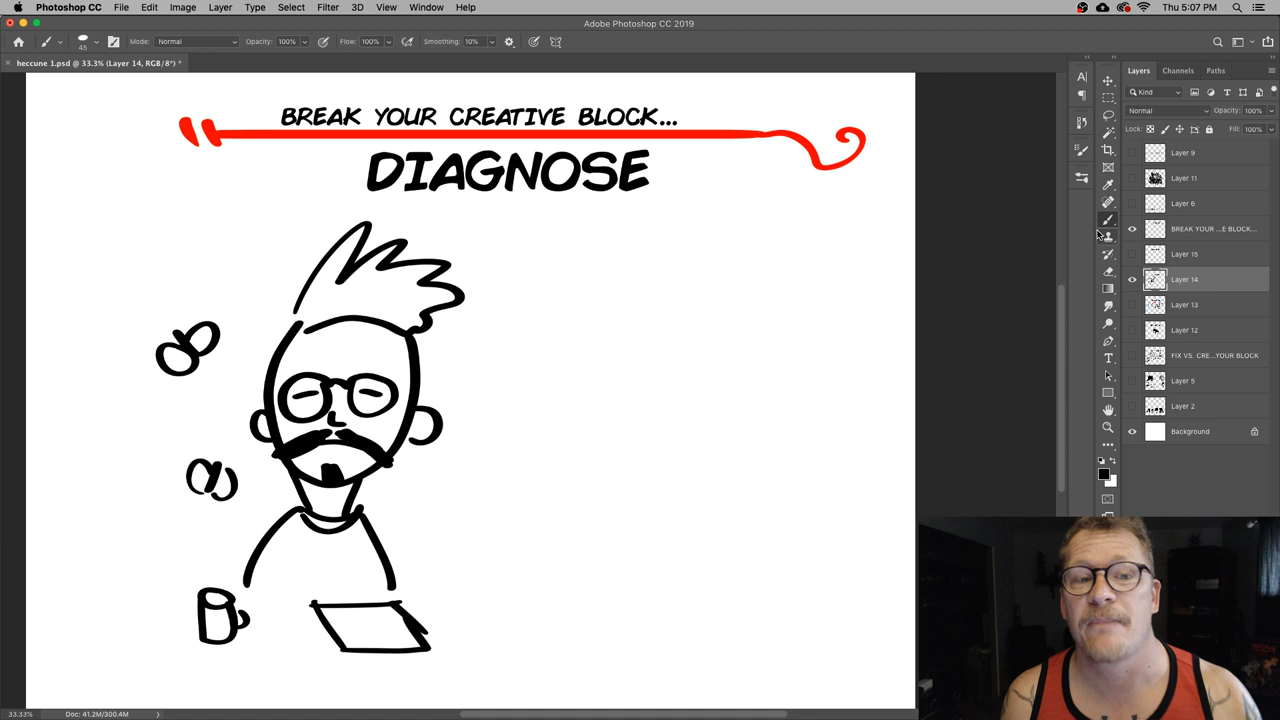 Photoshop CC File Edit Image Layer Type Select Filter 3D View Window Help Thu 5:07 PM
Adobe Photoshop CC 2019
45 Mode: Normal Opacity: 100% Flow: 100% Smoothing: 10%
heccune 1.psd @ 33.3% (Layer 14, RGB/8*) *
BREAK YOUR CREATIVE BLOCK...
DIAGNOSE
Layers Channels Paths
Kind
Normal Opacity: 100%
Lock: Fill: 100%
Layer 9
Layer 11
Layer 6
BREAK YOUR ...E BLOCK...
Layer 15
Layer 14
Layer 13
Layer 12
FIX VS. CRE...YOUR BLOCK
Layer 5
Layer 2
Background
33.33% Doc: 41.2M/300.4M